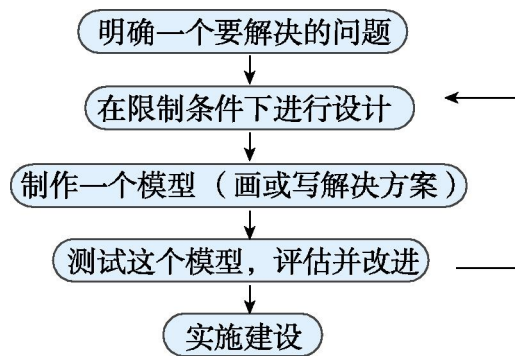 明确一个要解决的问题
在限制条件下进行设计
制作一个模型（画或写解决方案）
测试这个模型，评估并改进
实施建设